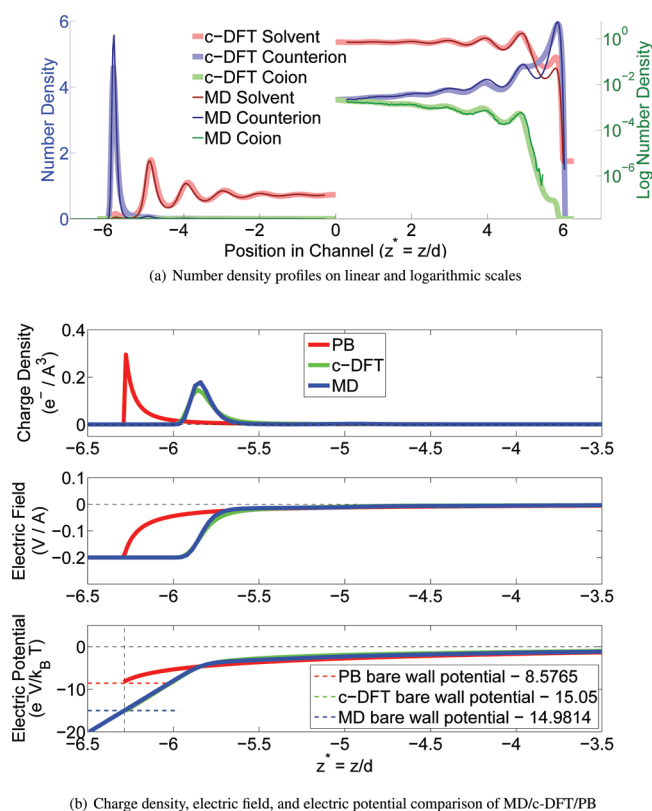 6
4
2
0
Number Density
c-DFT Solvent
c-DFT Counterion
c-DFT Coion
MD Solvent
MD Counterion
MD Coion
10^0
10^-2
10^-4
10^-6
Log Number Density
−6 −4 −2 0 2 4 6
Position in Channel (z* = z/d)
(a) Number density profiles on linear and logarithmic scales
Charge Density
(e⁻ / A³)
0.4
0.2
0
PB
c-DFT
MD
−6.5 −6 −5.5 −5 −4.5 −4 −3.5
Electric Field
(V / A)
0.1
0
−0.1
−0.2
−6.5 −6 −5.5 −5 −4.5 −4 −3.5
Electric Potential
(e⁻V/k_B T)
0
−10
−20
PB bare wall potential − 8.5765
c-DFT bare wall potential − 15.05
MD bare wall potential − 14.9814
−6.5 −6 −5.5 −5 −4.5 −4 −3.5
z* = z/d
(b) Charge density, electric field, and electric potential comparison of MD/c-DFT/PB